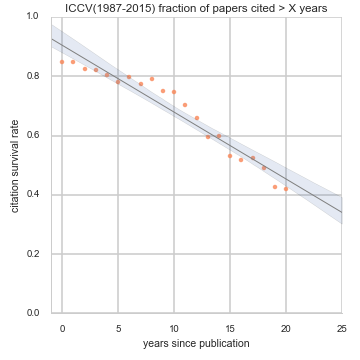 ICCV(1987-2015) fraction of papers cited > X years
1.0
0.8
0.6
0.4
0.2
0.0
citation survival rate
0 5 10 15 20 25
years since publication